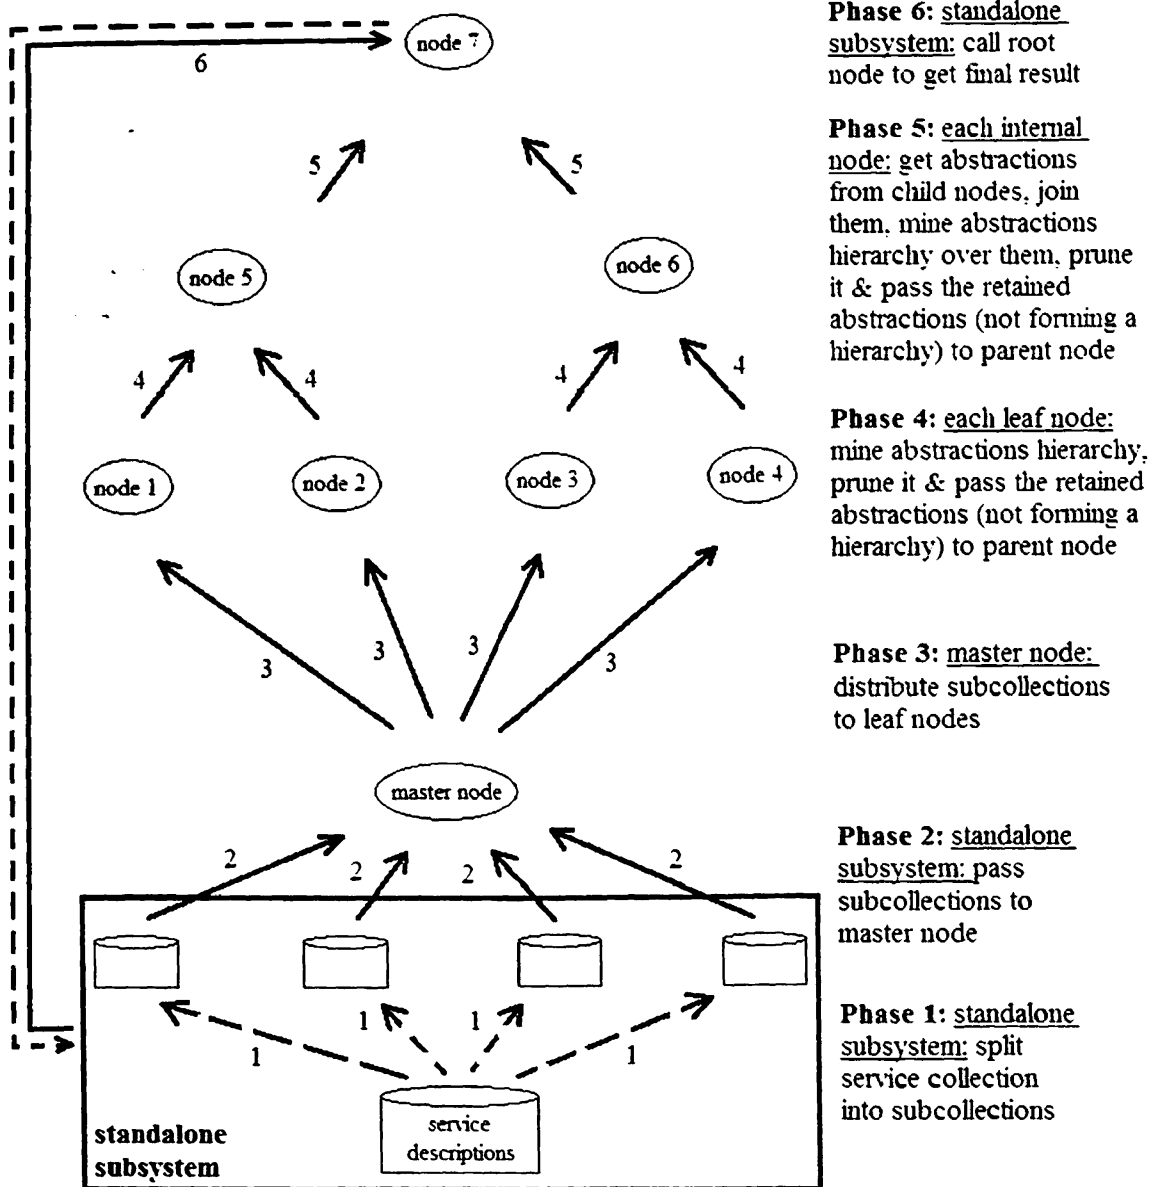 node 7
6
5
5
node 5
node 6
4
4
4
4
node 1
node 2
node 3
node 4
3
3
3
3
master node
2
2
2
2
1
1
1
1
service
descriptions
standalone
subsystem
Phase 6: standalone
subsystem: call root
node to get final result
Phase 5: each internal
node: get abstractions
from child nodes, join
them, mine abstractions
hierarchy over them, prune
it & pass the retained
abstractions (not forming a
hierarchy) to parent node
Phase 4: each leaf node:
mine abstractions hierarchy,
prune it & pass the retained
abstractions (not forming a
hierarchy) to parent node
Phase 3: master node:
distribute subcollections
to leaf nodes
Phase 2: standalone
subsystem: pass
subcollections to
master node
Phase 1: standalone
subsystem: split
service collection
into subcollections